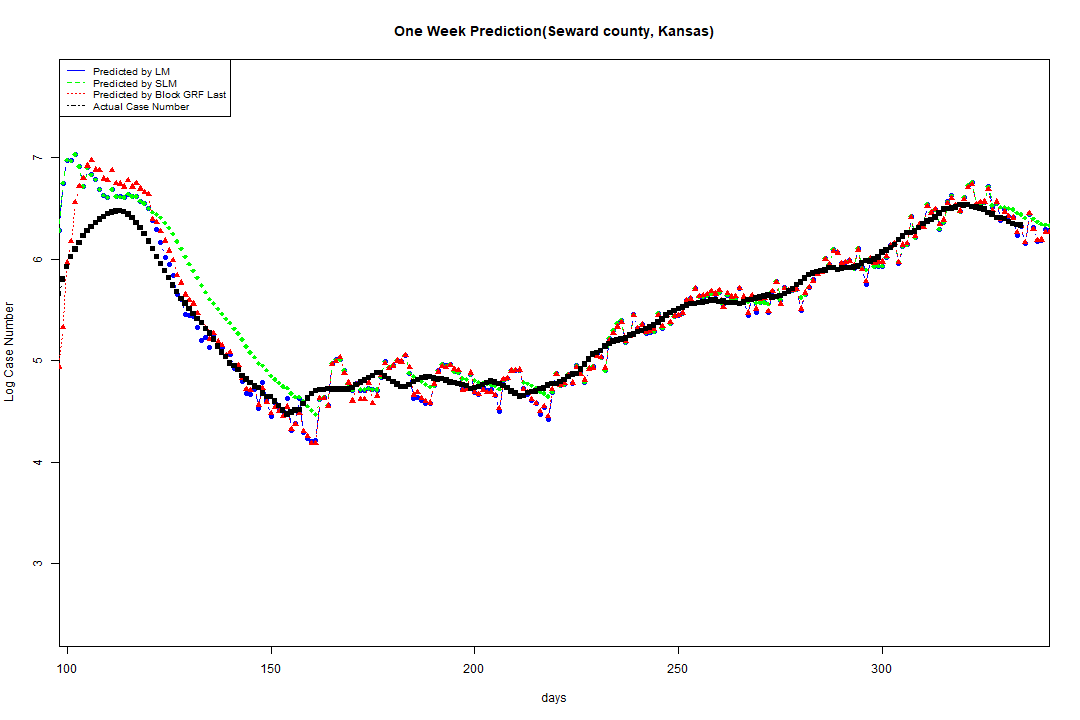 One Week Prediction(Seward county, Kansas)
Predicted by LM
Predicted by SLM
Predicted by Block GRF Last
Actual Case Number
7
6
5
4
3
Log Case Number
100 150 200 250 300
days